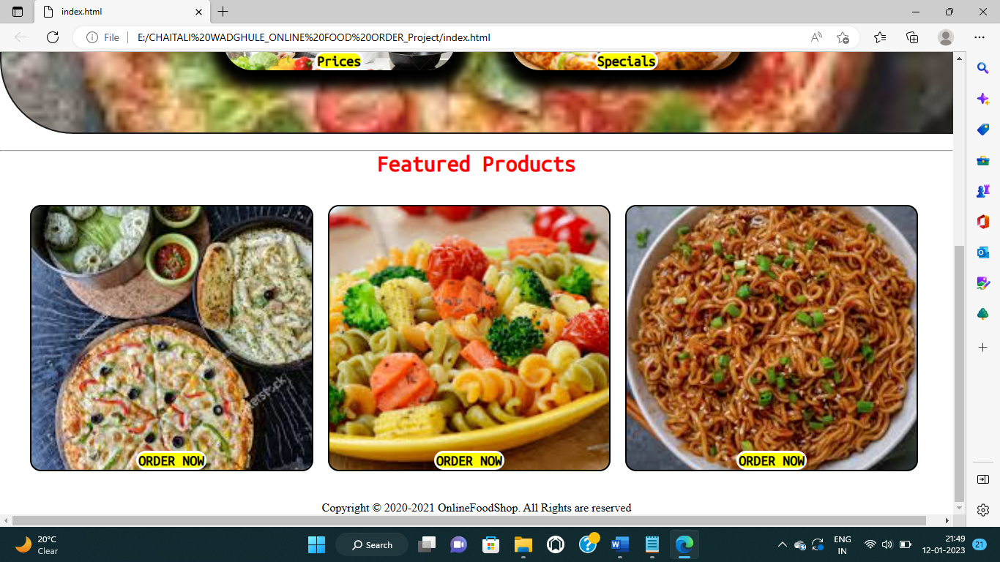 index.html
File
E:/CHAITALI%20WADGHULE_ONLINE%20FOOD%20ORDER_Project/index.html
Prices
Specials
Featured Products
ORDER NOW
ORDER NOW
ORDER NOW
Copyright © 2020-2021 OnlineFoodShop. All Rights are reserved
20°C
Clear
Search
ENG
IN
21:49
12-01-2023
21